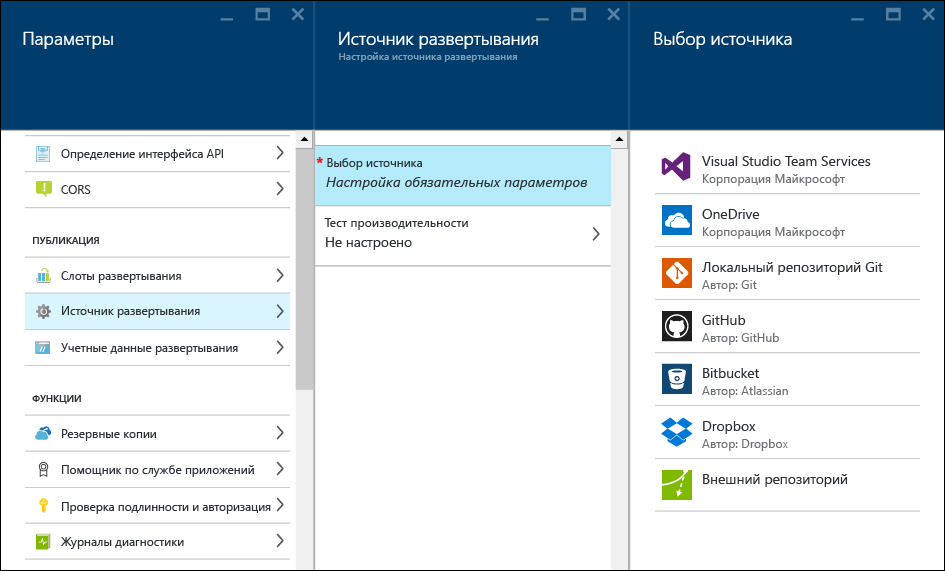 Параметры
Определение интерфейса API
CORS
ПУБЛИКАЦИЯ
Слоты развертывания
Источник развертывания
Учетные данные развертывания
ФУНКЦИИ
Резервные копии
Помощник по службе приложений
Проверка подлинности и авторизация
Журналы диагностики
Источник развертывания
Настройка источника развертывания
* Выбор источника
Настройка обязательных параметров
Тест производительности
Не настроено
Выбор источника
Visual Studio Team Services
Корпорация Майкрософт
OneDrive
Корпорация Майкрософт
Локальный репозиторий Git
Автор: Git
GitHub
Автор: GitHub
Bitbucket
Автор: Atlassian
Dropbox
Автор: Dropbox
Внешний репозиторий